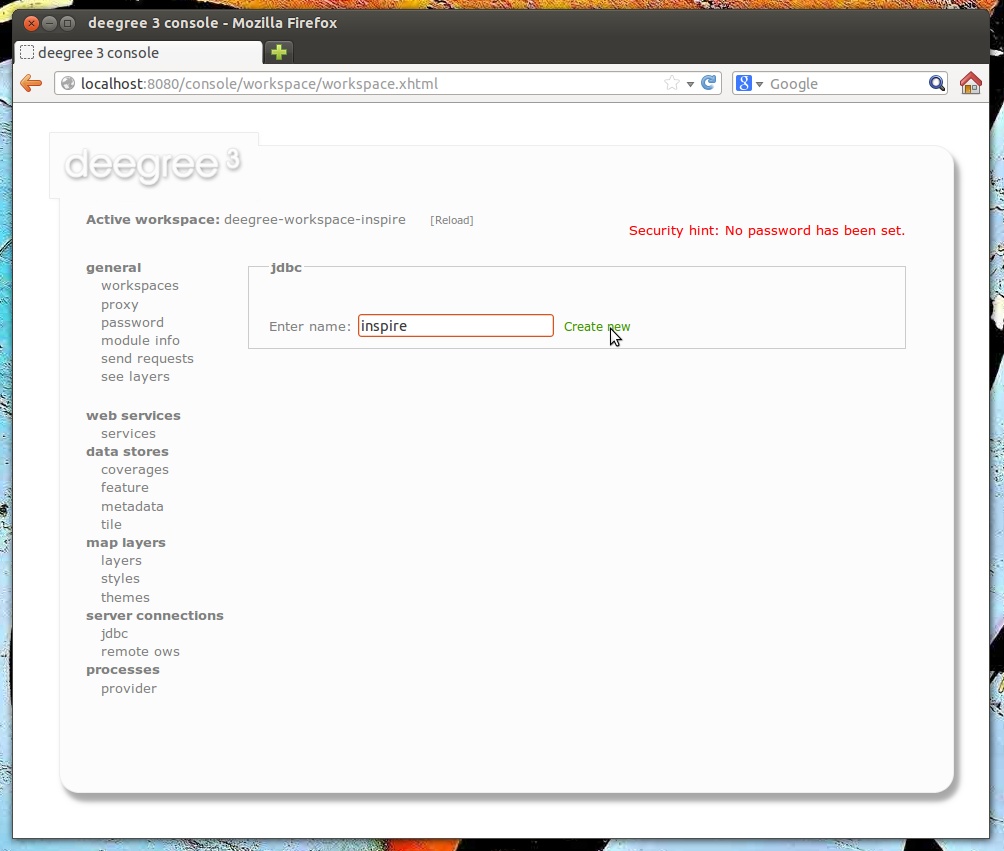 deegree 3 console - Mozilla Firefox
deegree 3 console
localhost:8080/console/workspace/workspace.xhtml
Google
deegree 3
Active workspace: deegree-workspace-inspire [Reload]
Security hint: No password has been set.
general
workspaces
proxy
password
module info
send requests
see layers
web services
services
data stores
coverages
feature
metadata
tile
map layers
layers
styles
themes
server connections
jdbc
remote ows
processes
provider
jdbc
Enter name: inspire Create new